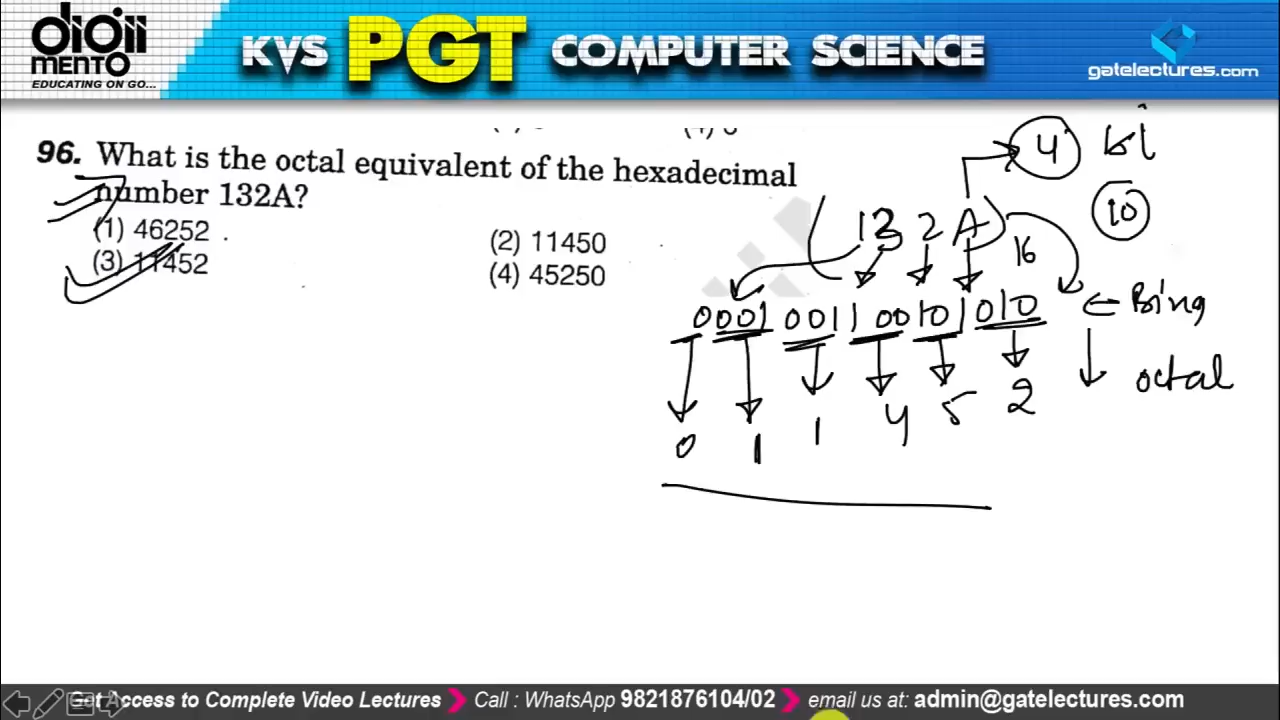 digii
MENTO
EDUCATING ON GO...
KVS PGT COMPUTER SCIENCE
gatelectures.com
96. What is the octal equivalent of the hexadecimal
number 132A?
(1) 46252
(2) 11450
(3) 11452
(4) 45250
4 bit
10
(132A)16
0001 0011 0010 1010 ← Bing
octal
0 1 1 4 5 2
Get Access to Complete Video Lectures
Call : WhatsApp 9821876104/02
email us at: admin@gatelectures.com